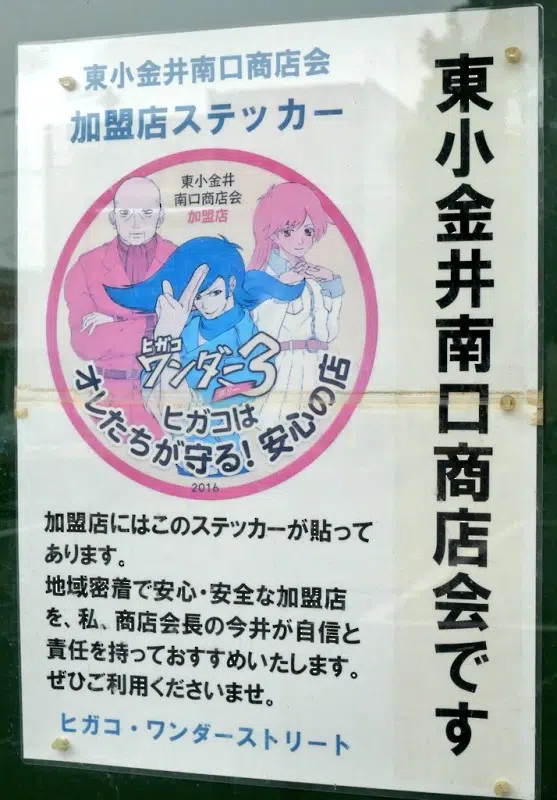 東小金井南口商店会です
東小金井南口商店会
加盟店ステッカー
東小金井
南口商店会
加盟店
ヒガコ
ワンダー3
スリー
ヒガコは
オレたちが守る!安心の店
2016
加盟店にはこのステッカーが貼って
あります。
地域密着で安心・安全な加盟店
を、私、商店会長の今井が自信と
責任を持っておすすめいたします。
ぜひご利用くださいませ。
ヒガコ・ワンダーストリート